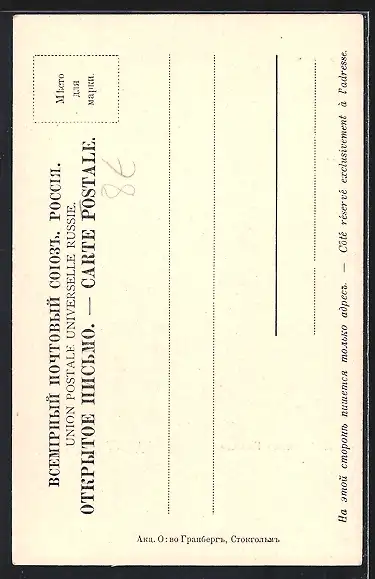 ВСЕМІРНЫЙ ПОЧТОВЫЙ СОЮЗЪ. РОССІЯ.
UNION POSTALE UNIVERSELLE RUSSIE.
ОТКРЫТОЕ ПИСЬМО. — CARTE POSTALE.
Мѣсто
для
марки.
78
На этой сторонѣ пишется только адресъ. — Côté réservé exclusivement à l'adresse.
Акц. О:во Гранбергъ, Стокгольмъ